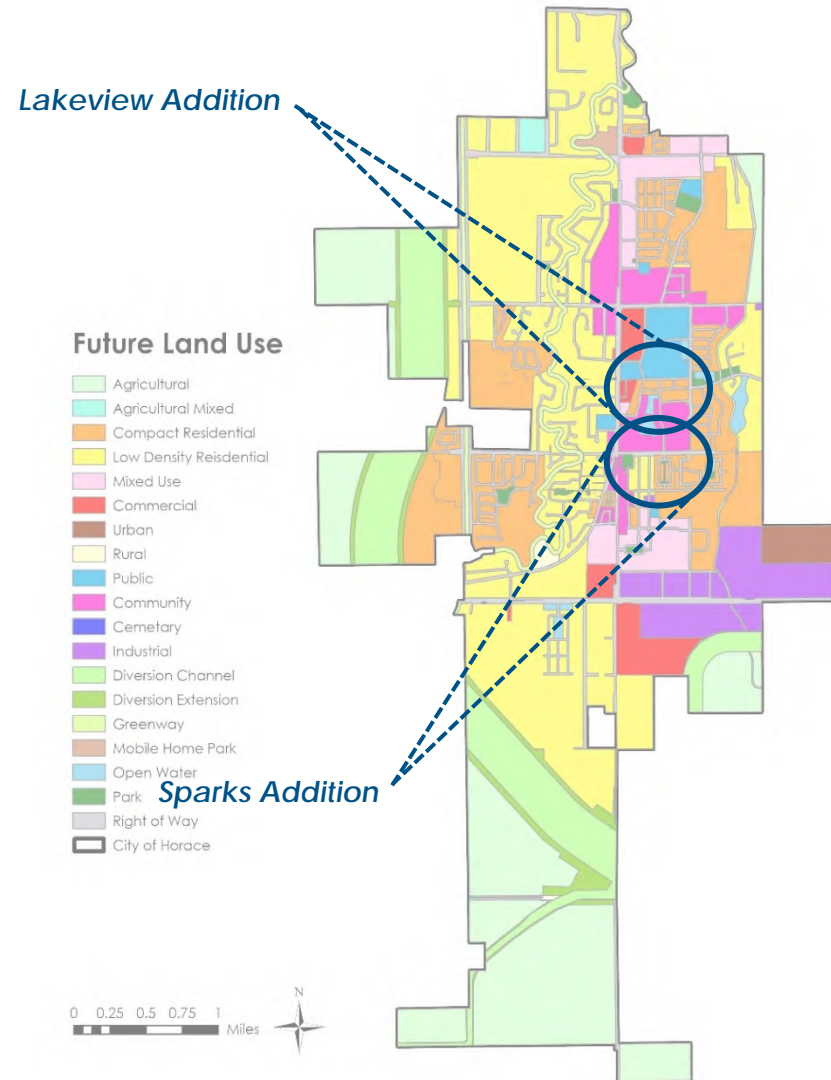 Lakeview Addition
Future Land Use
Agricultural
Agricultural Mixed
Compact Residential
Low Density Reisdential
Mixed Use
Commercial
Urban
Rural
Public
Community
Cemetary
Industrial
Diversion Channel
Diversion Extension
Greenway
Mobile Home Park
Open Water
Park
Sparks Addition
Right of Way
City of Horace
N
0 0.25 0.5 0.75 1
Miles